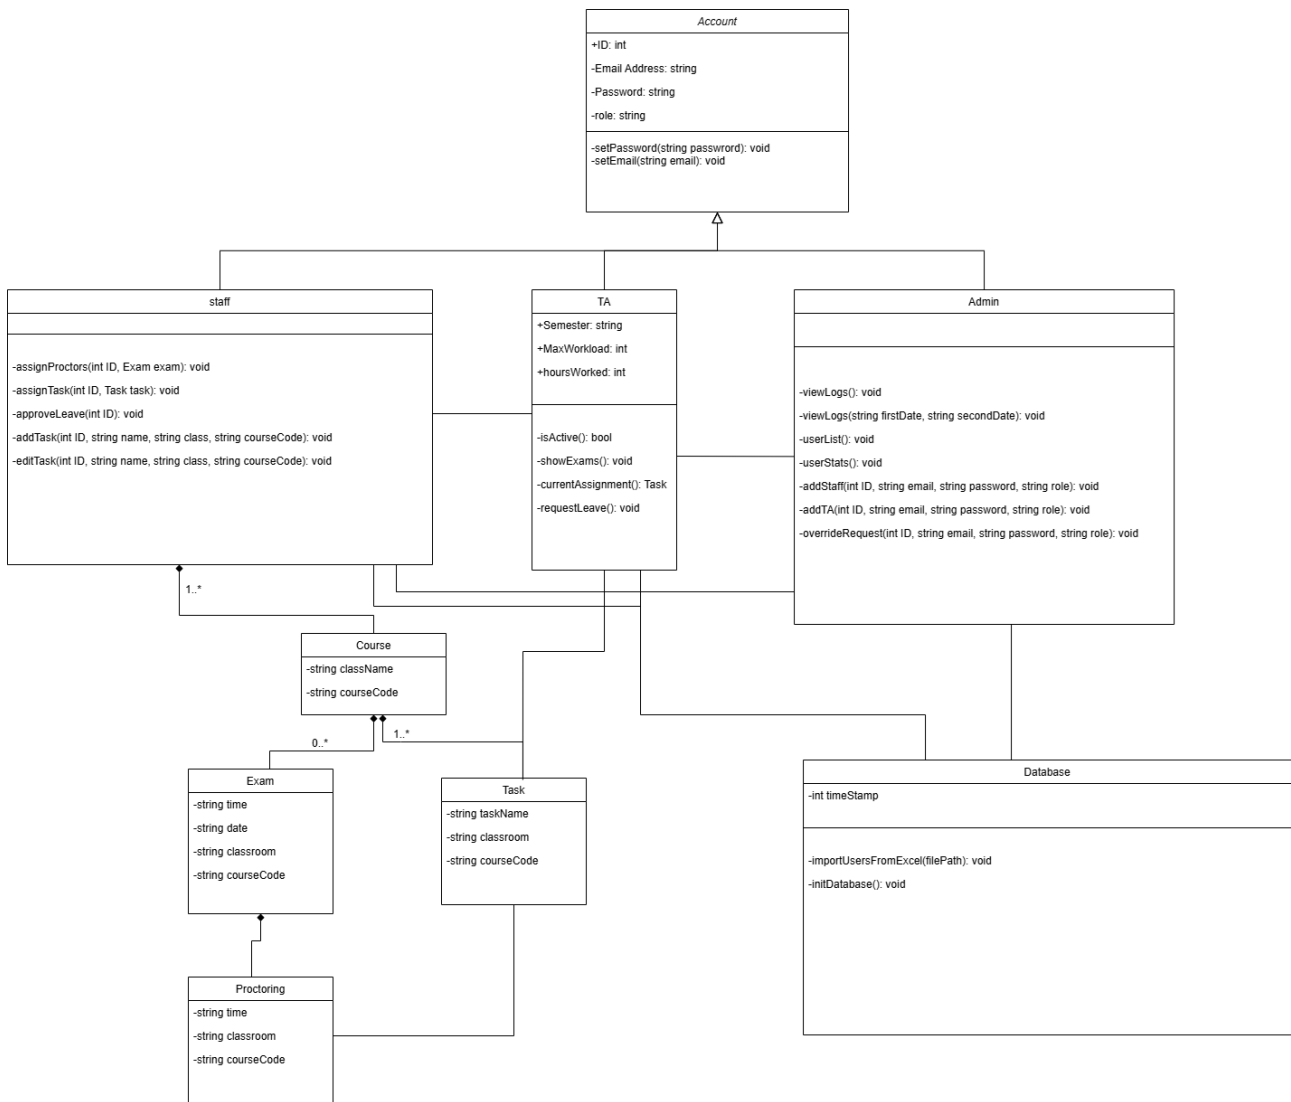 Account
+ID: int
-Email Address: string
-Password: string
-role: string
-setPassword(string passwrord): void
-setEmail(string email): void
staff
-assignProctors(int ID, Exam exam): void
-assignTask(int ID, Task task): void
-approveLeave(int ID): void
-addTask(int ID, string name, string class, string courseCode): void
-editTask(int ID, string name, string class, string courseCode): void
TA
+Semester: string
+MaxWorkload: int
+hoursWorked: int
-isActive(): bool
-showExams(): void
-currentAssignment(): Task
-requestLeave(): void
Admin
-viewLogs(): void
-viewLogs(string firstDate, string secondDate): void
-userList(): void
-userStats(): void
-addStaff(int ID, string email, string password, string role): void
-addTA(int ID, string email, string password, string role): void
-overrideRequest(int ID, string email, string password, string role): void
1..*
Course
-string className
-string courseCode
0..*
1..*
Exam
-string time
-string date
-string classroom
-string courseCode
Task
-string taskName
-string classroom
-string courseCode
Database
-int timeStamp
-importUsersFromExcel(filePath): void
-initDatabase(): void
Proctoring
-string time
-string classroom
-string courseCode